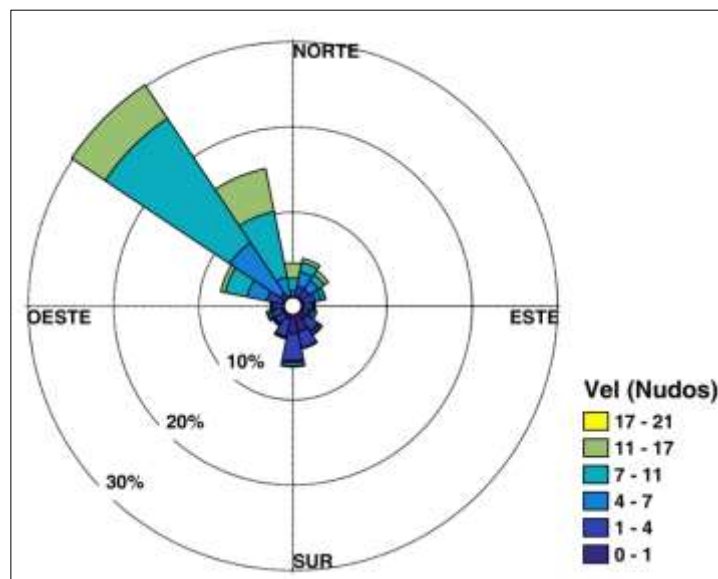 NORTE
OESTE
ESTE
10%
20%
30%
SUR
Vel (Nudos)
17 - 21
11 - 17
7 - 11
4 - 7
1 - 4
0 - 1